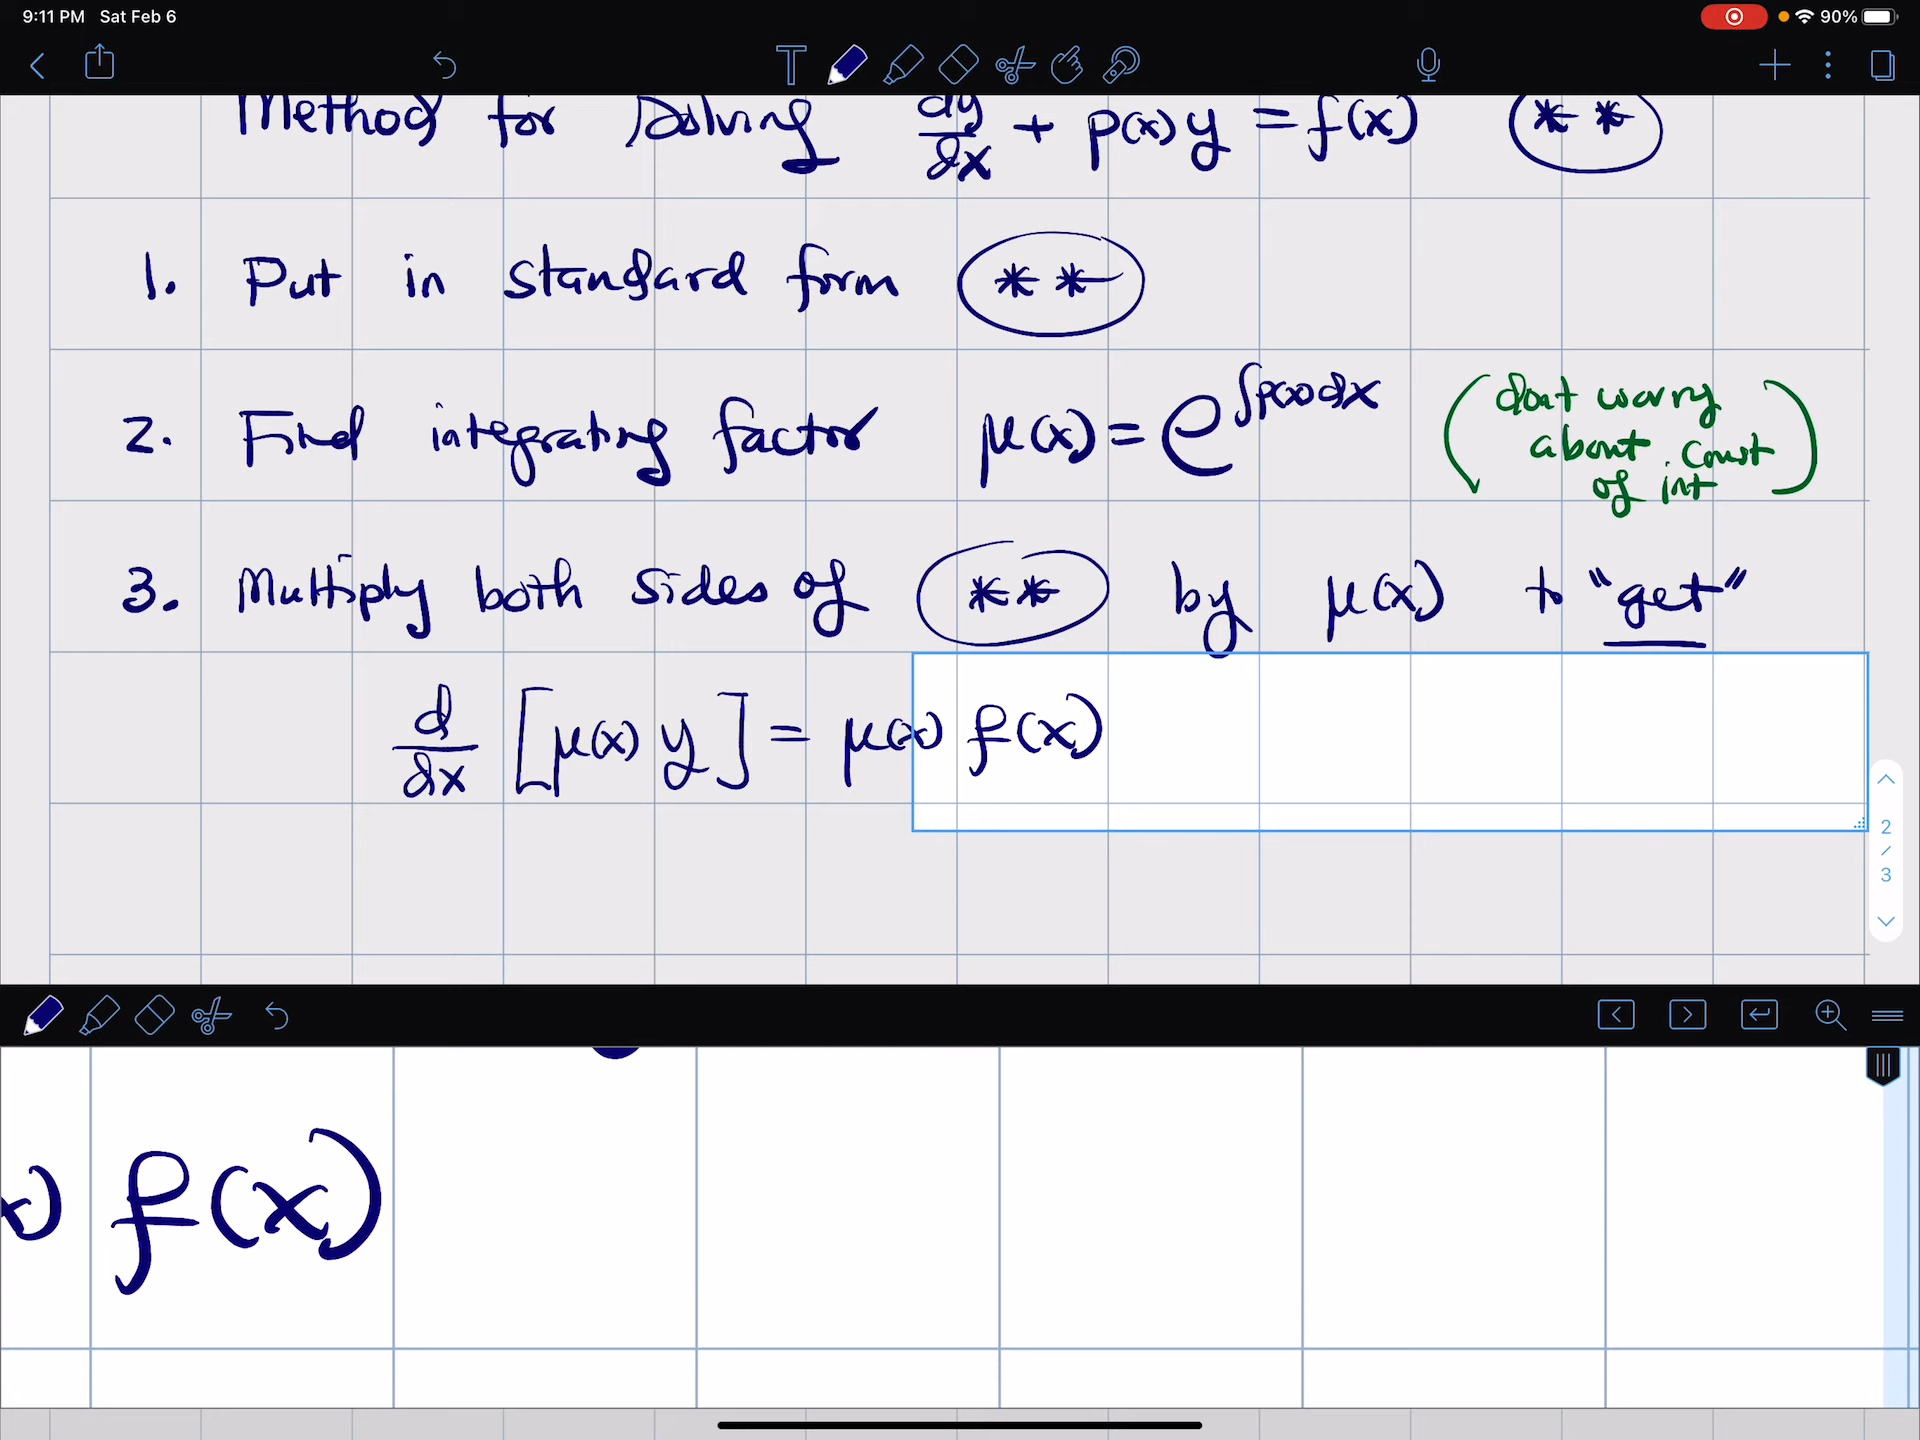 9:11 PM Sat Feb 6 90%
Method for solving dy/dx + p(x) y = f(x) (**)
1. Put in standard form (**)
2. Find integrating factor μ(x) = e^∫p(x)dx (dont worry about const of int)
3. Multiply both sides of (**) by μ(x) to "get"
d/dx [μ(x) y] = μ(x) f(x)
2 / 3
x) f(x)